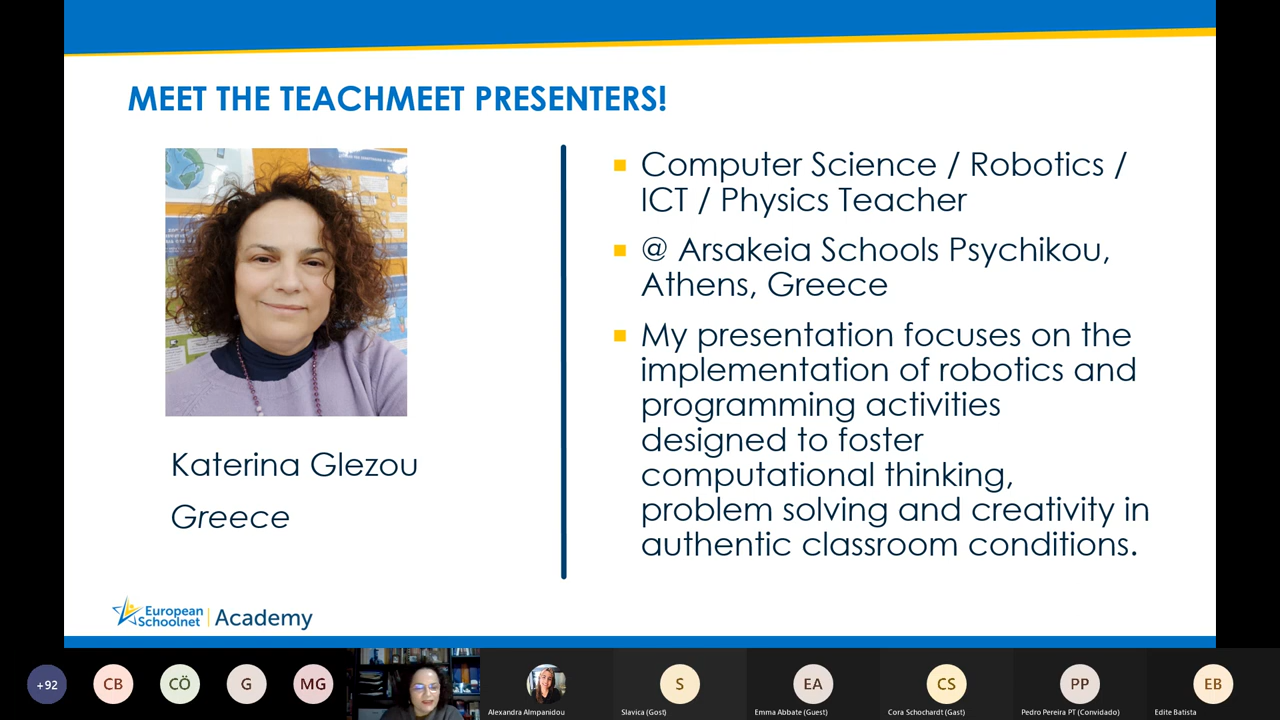 MEET THE TEACHMEET PRESENTERS!
Katerina Glezou
Greece
Computer Science / Robotics /
ICT / Physics Teacher
@ Arsakeia Schools Psychikou,
Athens, Greece
My presentation focuses on the
implementation of robotics and
programming activities
designed to foster
computational thinking,
problem solving and creativity in
authentic classroom conditions.
European
Schoolnet
Academy
+92
CB
CÖ
G
MG
Alexandra Almpanidou
S
Slavica (Gost)
EA
Emma Abbate (Guest)
CS
Cora Schochardt (Gast)
PP
Pedro Pereira PT (Convidado)
EB
Edite Batista